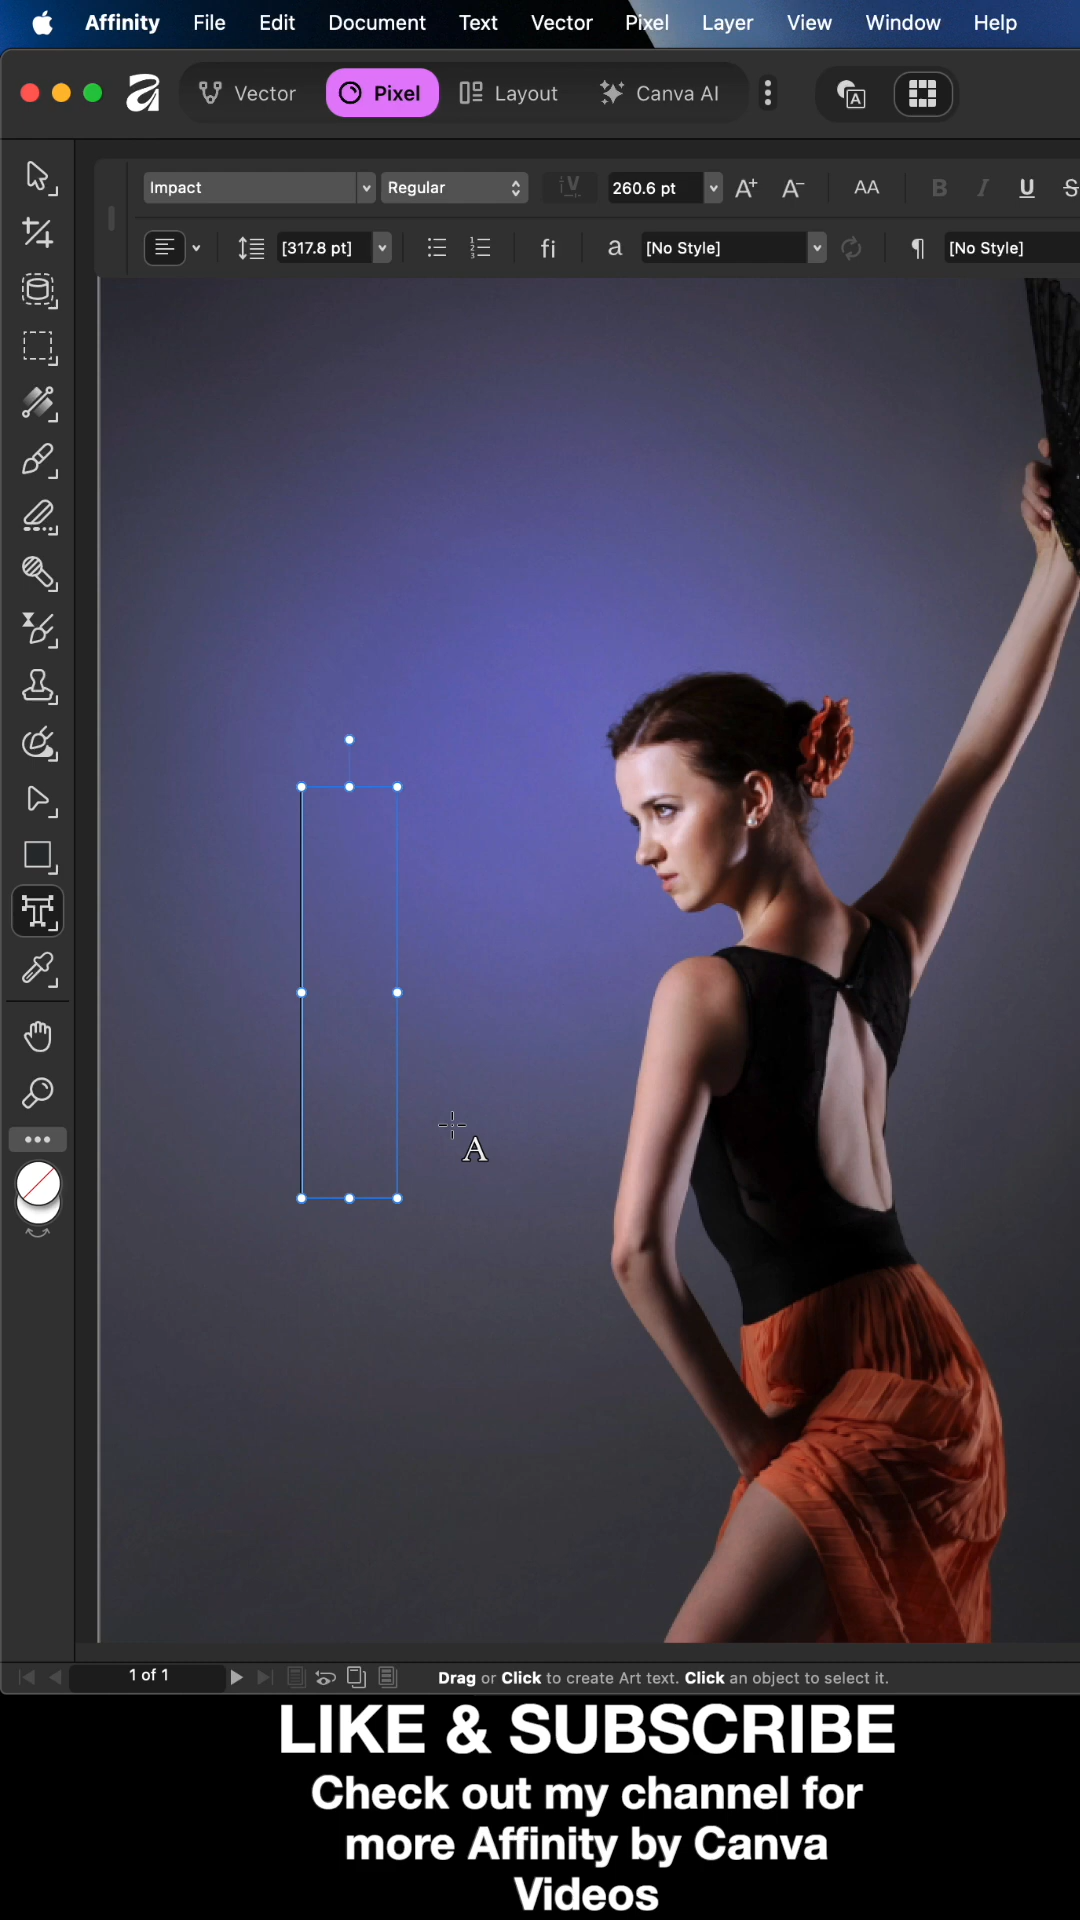 Affinity File Edit Document Text Vector Pixel Layer View Window Help
Vector Pixel Layout Canva AI A
Impact Regular 260.6 pt A+ A- AA B I U S
[317.8 pt] fi a [No Style] ¶ [No Style]
A
1 of 1 Drag or Click to create Art text. Click an object to select it.
LIKE & SUBSCRIBE
Check out my channel for
more Affinity by Canva
Videos